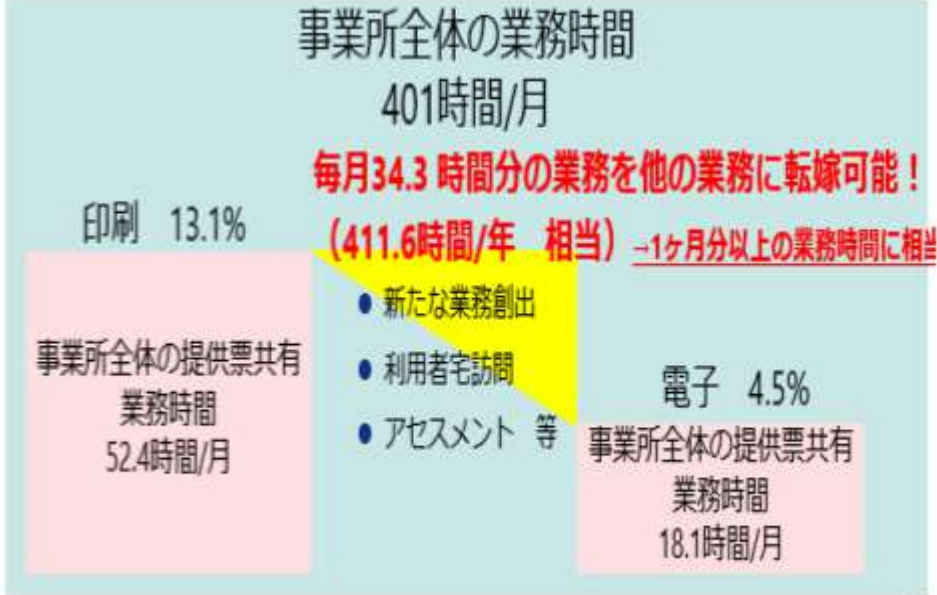 事業所全体の業務時間
401時間/月
毎月34.3 時間分の業務を他の業務に転嫁可能！
（411.6時間/年　相当）→1ヶ月分以上の業務時間に相当
印刷　13.1%
事業所全体の提供票共有
業務時間
52.4時間/月
● 新たな業務創出
● 利用者宅訪問
● アセスメント 等
電子　4.5%
事業所全体の提供票共有
業務時間
18.1時間/月